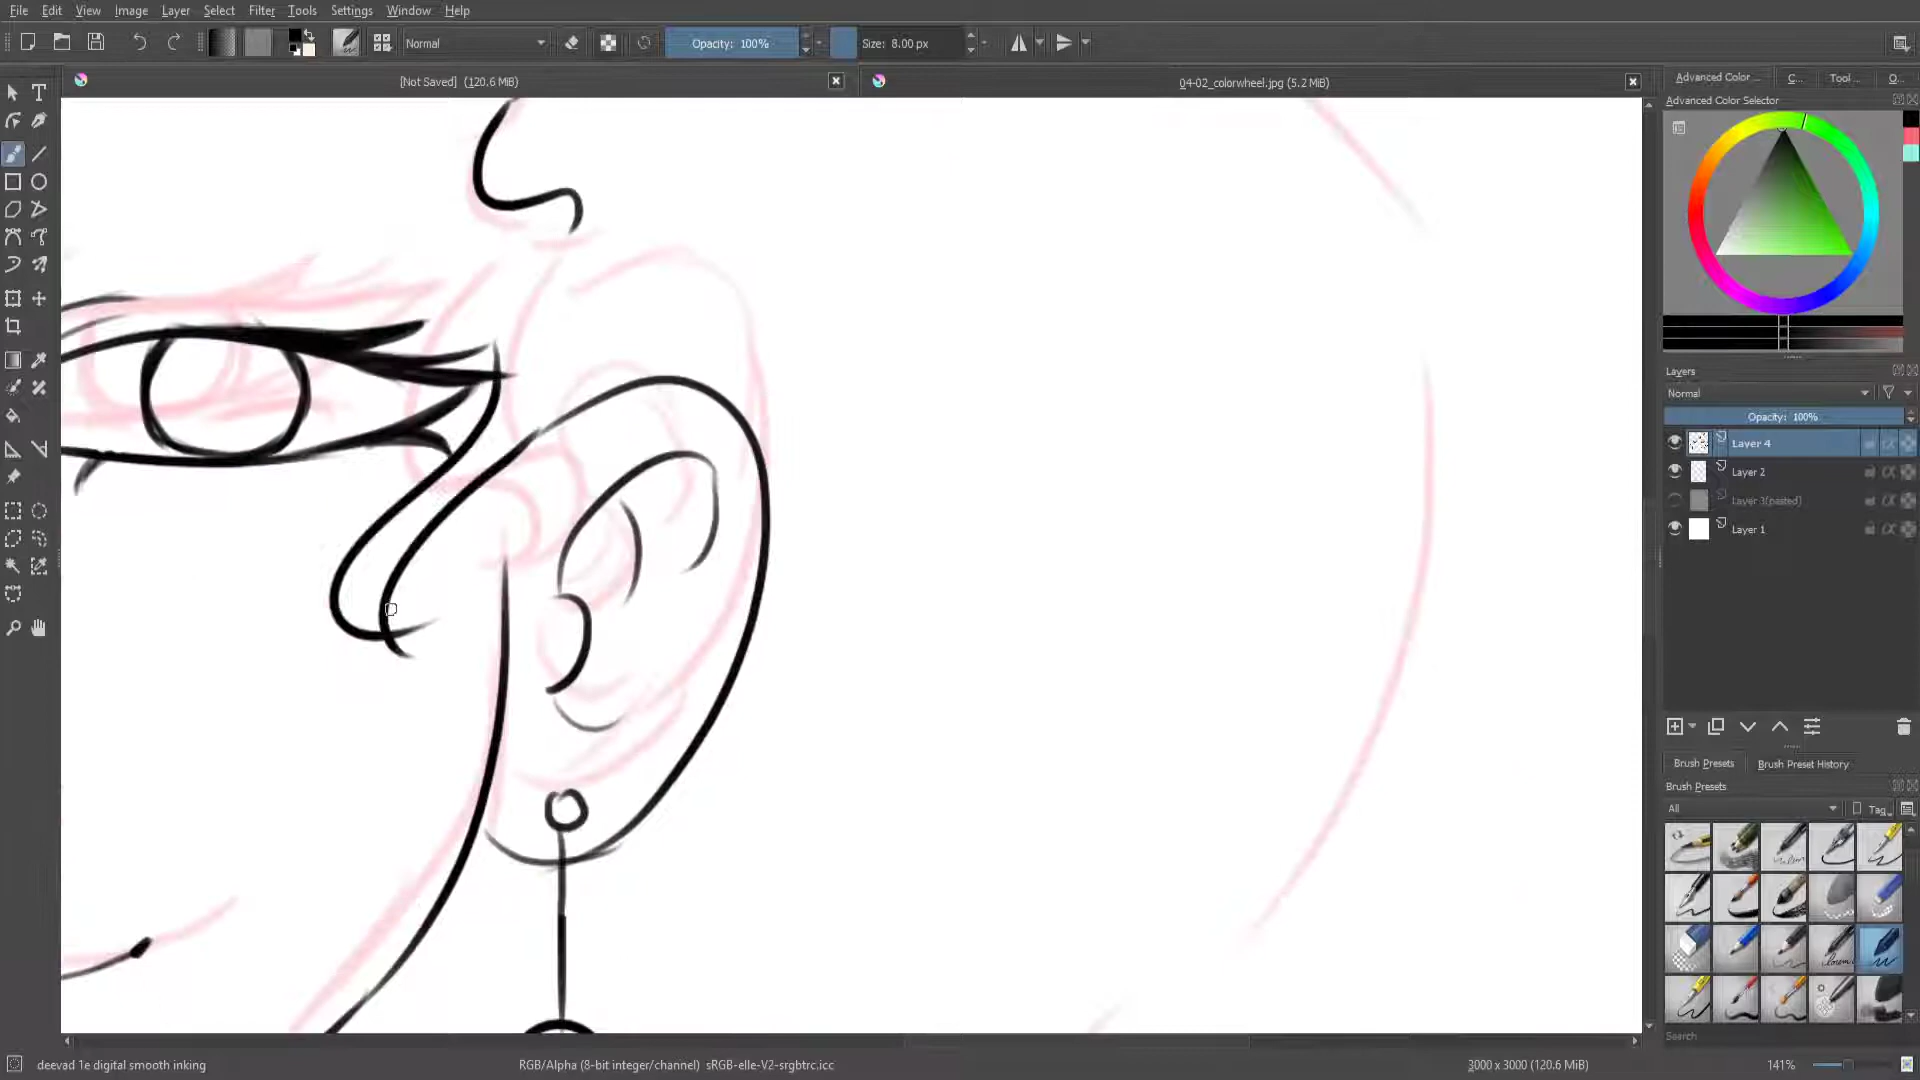 File Edit View Image Layer Select Filter Tools Settings Window Help
Normal Opacity: 100% Size: 8.00 px
[Not Saved] (120.6 MiB)
04-02_colorwheel.jpg (5.2 MiB)
Advanced Color ... C... Tool ... O...
Advanced Color Selector
Layers
Normal
Opacity: 100%
Layer 4
Layer 2
Layer 3(pasted)
Layer 1
Brush Presets Brush Preset History
Brush Presets
All Tag
Search
deevad 1e digital smooth inking RGB/Alpha (8-bit integer/channel) sRGB-elle-V2-srgbtrc.icc 3000 x 3000 (120.6 MiB) 141%